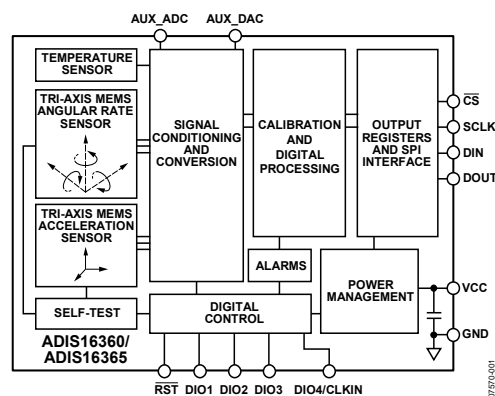 AUX_ADC
AUX_DAC
TEMPERATURE
SENSOR
TRI-AXIS MEMS
ANGULAR RATE
SENSOR
TRI-AXIS MEMS
ACCELERATION
SENSOR
SELF-TEST
SIGNAL
CONDITIONING
AND
CONVERSION
CALIBRATION
AND
DIGITAL
PROCESSING
OUTPUT
REGISTERS
AND SPI
INTERFACE
ALARMS
DIGITAL
CONTROL
POWER
MANAGEMENT
CS
SCLK
DIN
DOUT
VCC
GND
ADIS16360/
ADIS16365
RST
DIO1
DIO2
DIO3
DIO4/CLKIN
07570-001